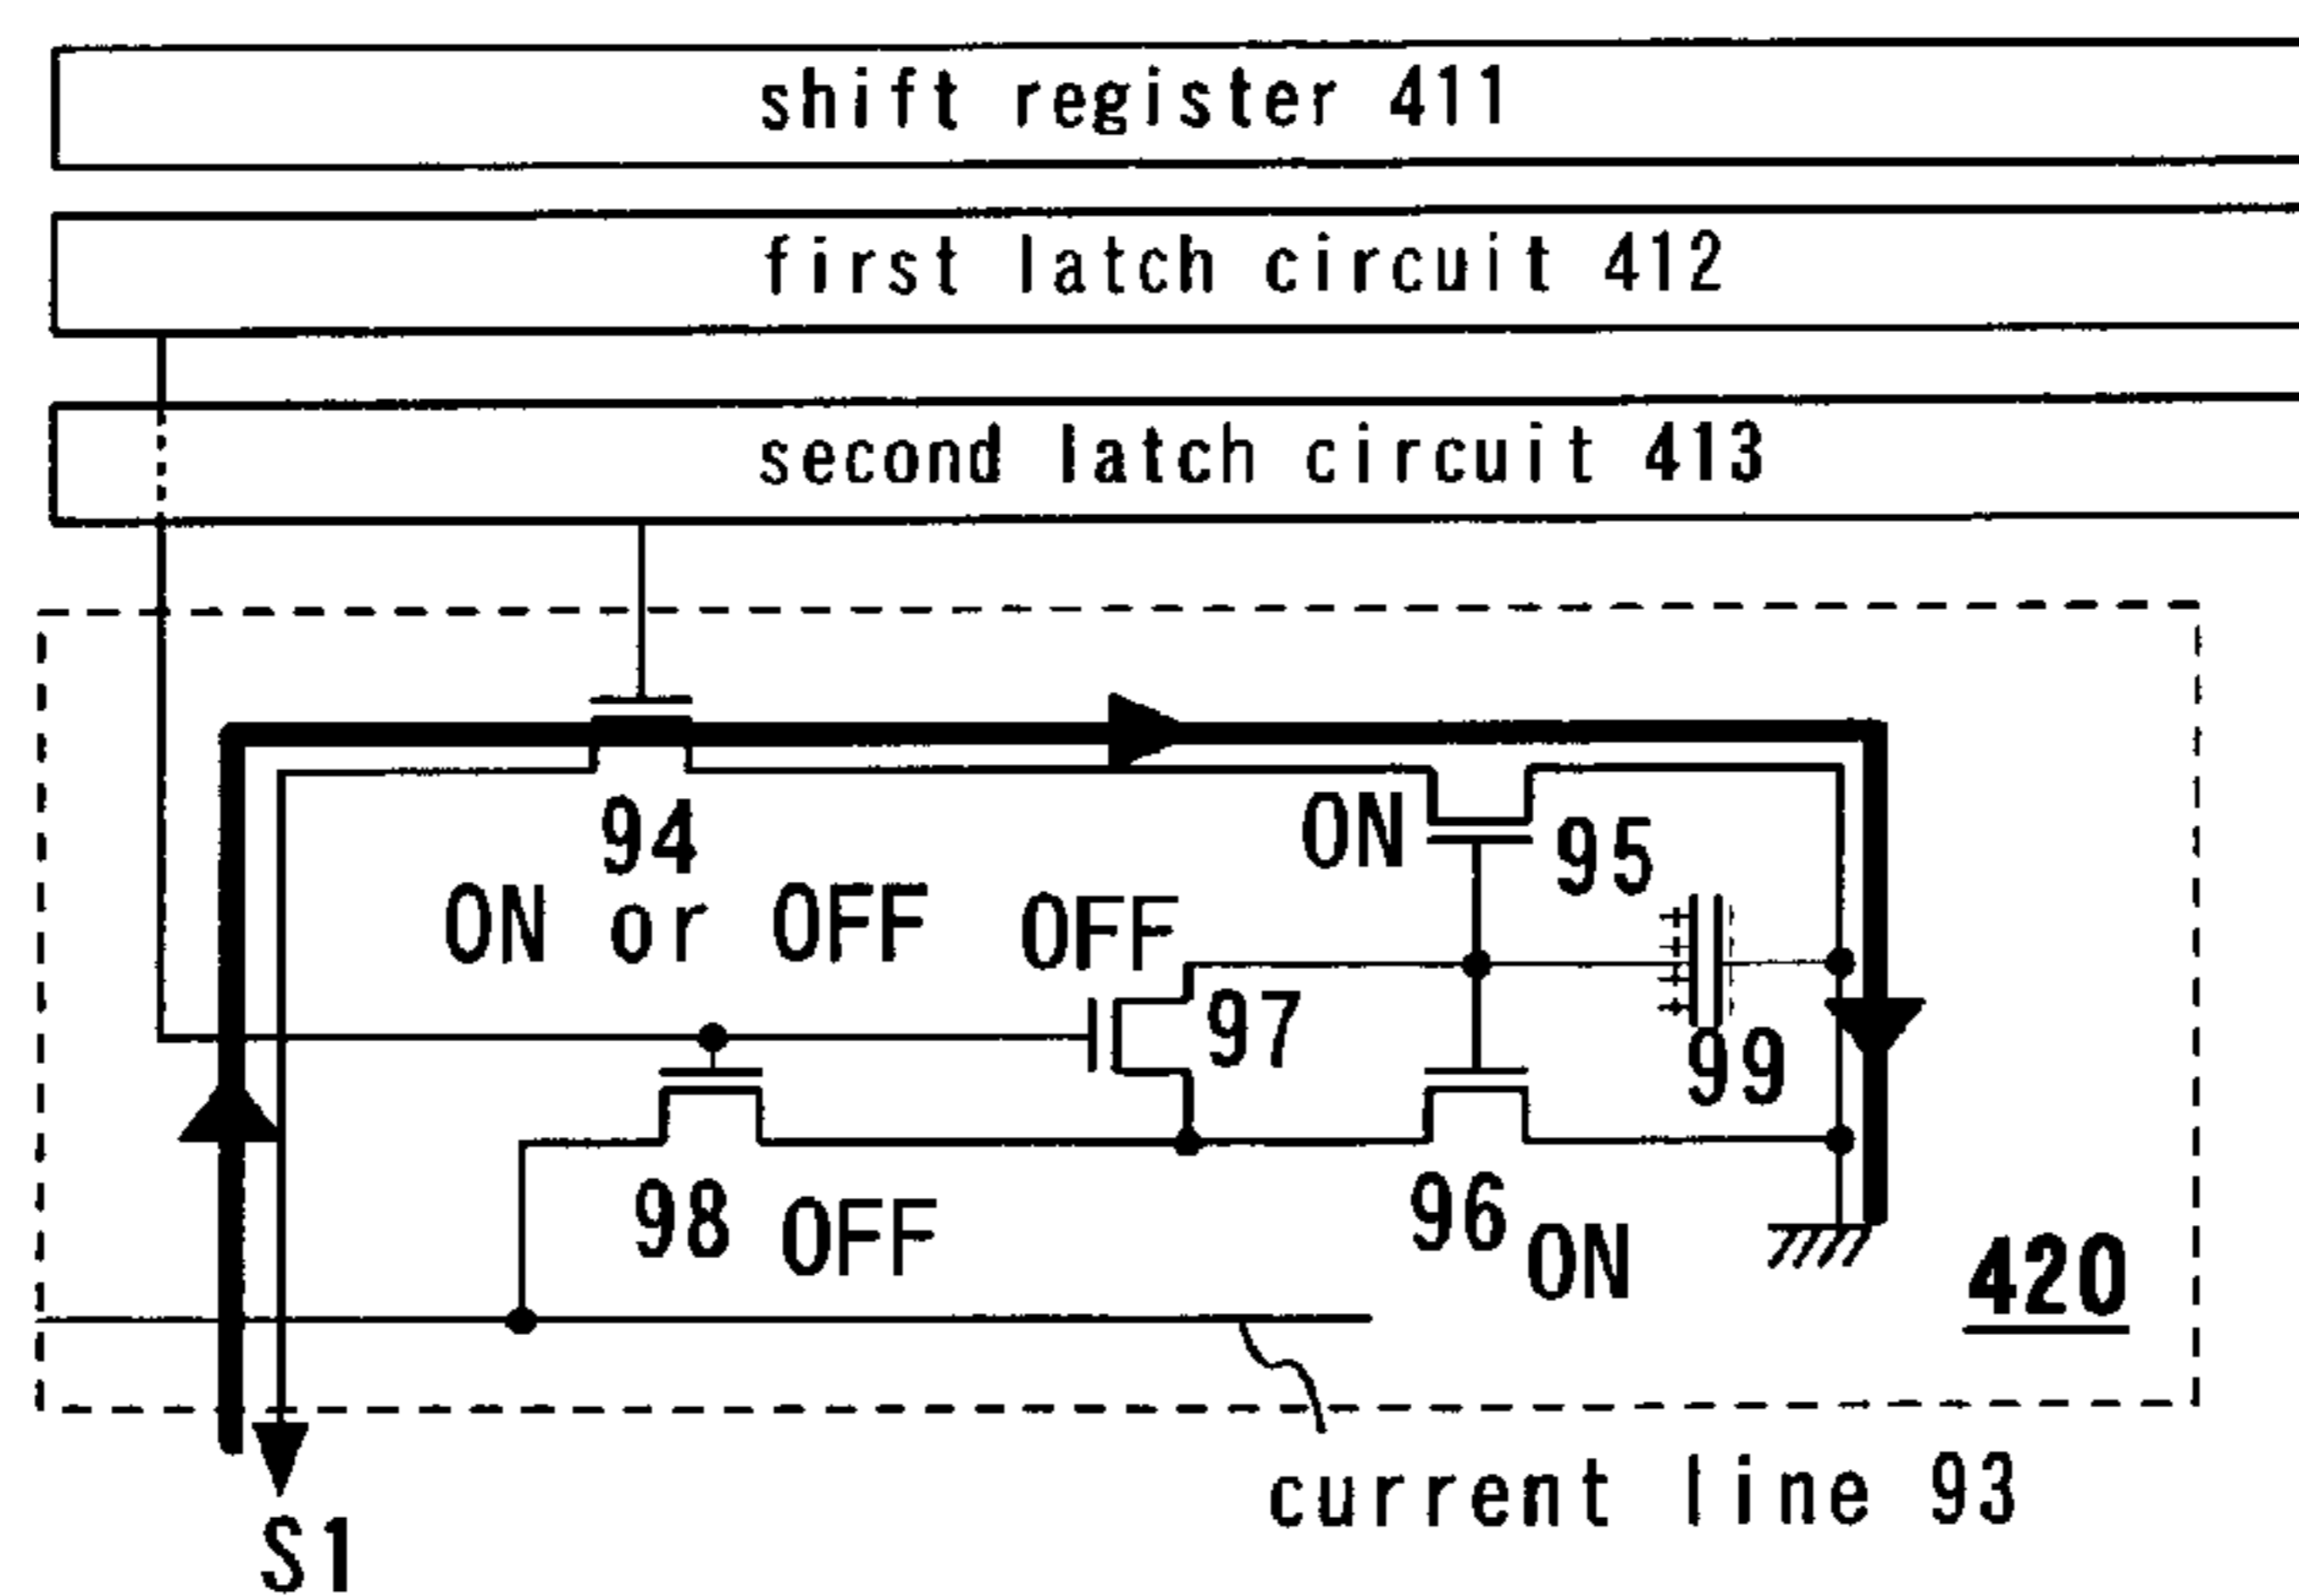 shift register 411
first latch circuit 412
second latch circuit 413
94
ON or OFF
ON
95
OFF
97
99
98
OFF
96
ON
420
current line 93
S1